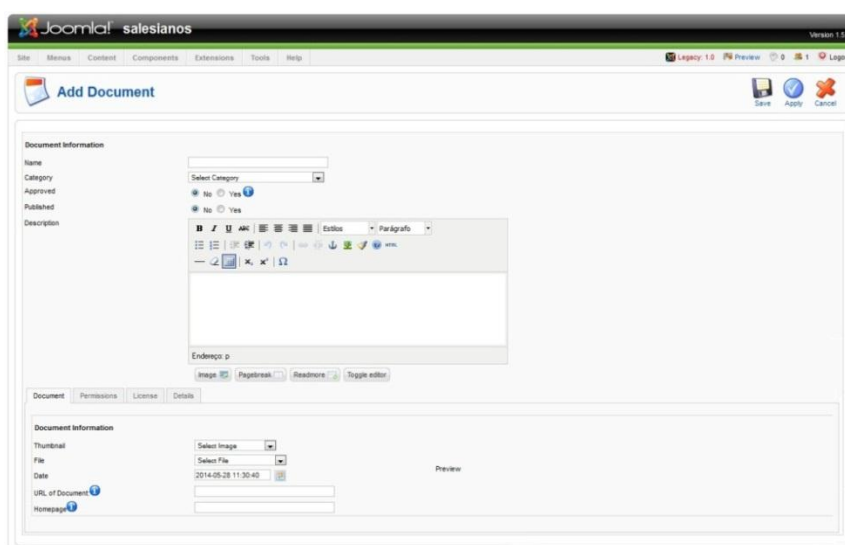 Joomla! salesianos
Version 1.5
Site Menus Content Components Extensions Tools Help
Legacy: 1.0 Preview 0 1 Logo
Add Document
Save Apply Cancel
Document Information
Name
Category Select Category
Approved No Yes
Published No Yes
Description
B I U ABC Estilos Parágrafo
HTML
x, x² Ω
Endereço: p
Image Pagebreak Readmore Toggle editor
Document Permissions License Details
Document Information
Thumbnail Select Image
File Select File
Preview
Date 2014-05-28 11:30:40
URL of Document
Homepage